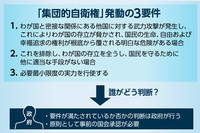 「集団的自衛権」発動の3要件
1. わが国と密接な関係にある他国に対する武力攻撃が発生し、
これによりわが国の存立が脅かされ、国民の生命、自由および
幸福追求の権利が根底から覆される明白な危険がある場合
2. これを排除し、わが国の存立を全うし、国民を守るために
他に適当な手段がない場合
3. 必要最小限度の実力を行使する
誰がどう判断？
政府
・要件が満たされているか否かの判断は政府が行う
原則として事前の国会承認が必要